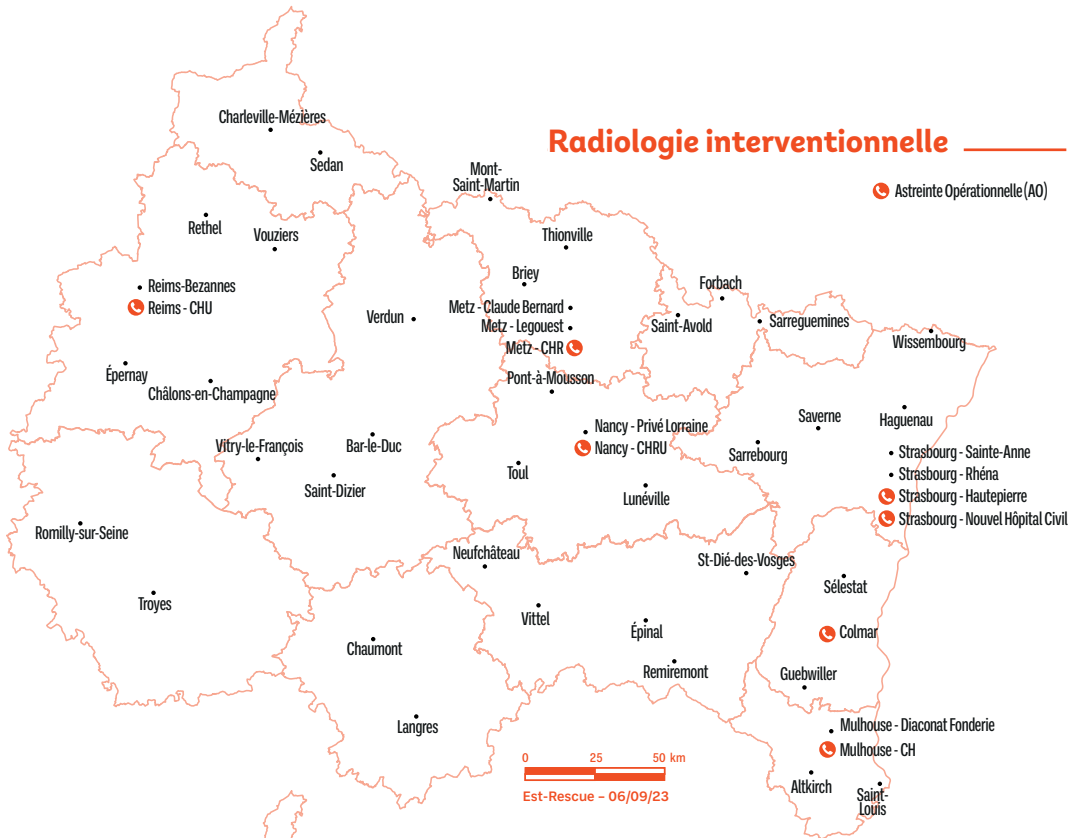 Charleville-Mézières
Radiologie interventionnelle
Sedan
Mont-
Saint-Martin
Astreinte Opérationnelle (AO)
Rethel
Vouziers
Thionville
Briey
Forbach
Reims-Bezannes
Reims - CHU
Metz - Claude Bernard
Verdun
Metz - Legouest
Saint-Avold
Sarreguemines
Metz - CHR
Wissembourg
Épernay
Pont-à-Mousson
Châlons-en-Champagne
Saverne
Haguenau
Nancy - Privé Lorraine
Vitry-le-François
Bar-le-Duc
Nancy - CHRU
Sarrebourg
Strasbourg - Sainte-Anne
Toul
Strasbourg - Rhéna
Saint-Dizier
Lunéville
Strasbourg - Hautepierre
Strasbourg - Nouvel Hôpital Civil
Romilly-sur-Seine
Neufchâteau
St-Dié-des-Vosges
Sélestat
Troyes
Vittel
Épinal
Colmar
Chaumont
Remiremont
Guebwiller
Langres
Mulhouse - Diaconat Fonderie
Mulhouse - CH
0 25 50 km
Altkirch
Saint-
Louis
Est-Rescue - 06/09/23